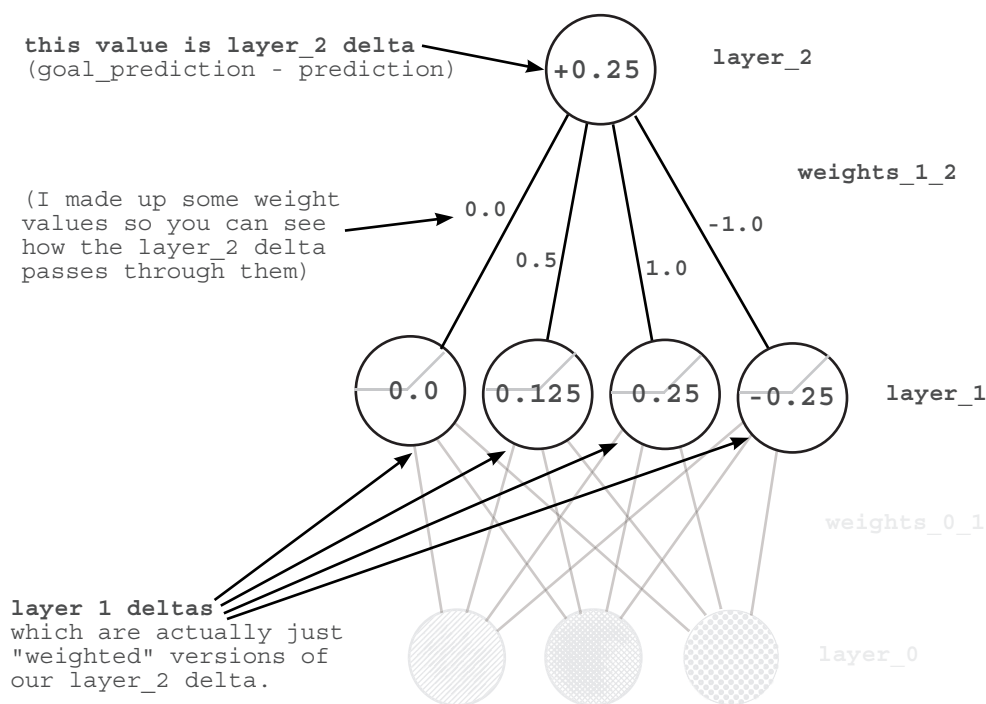 this value is layer_2 delta
(goal_prediction - prediction)
+0.25
layer_2
weights_1_2
(I made up some weight
values so you can see
how the layer_2 delta
passes through them)
0.0
0.5
1.0
-1.0
0.0
0.125
0.25
-0.25
layer_1
weights_0_1
layer 1 deltas
which are actually just
"weighted" versions of
our layer_2 delta.
layer_0